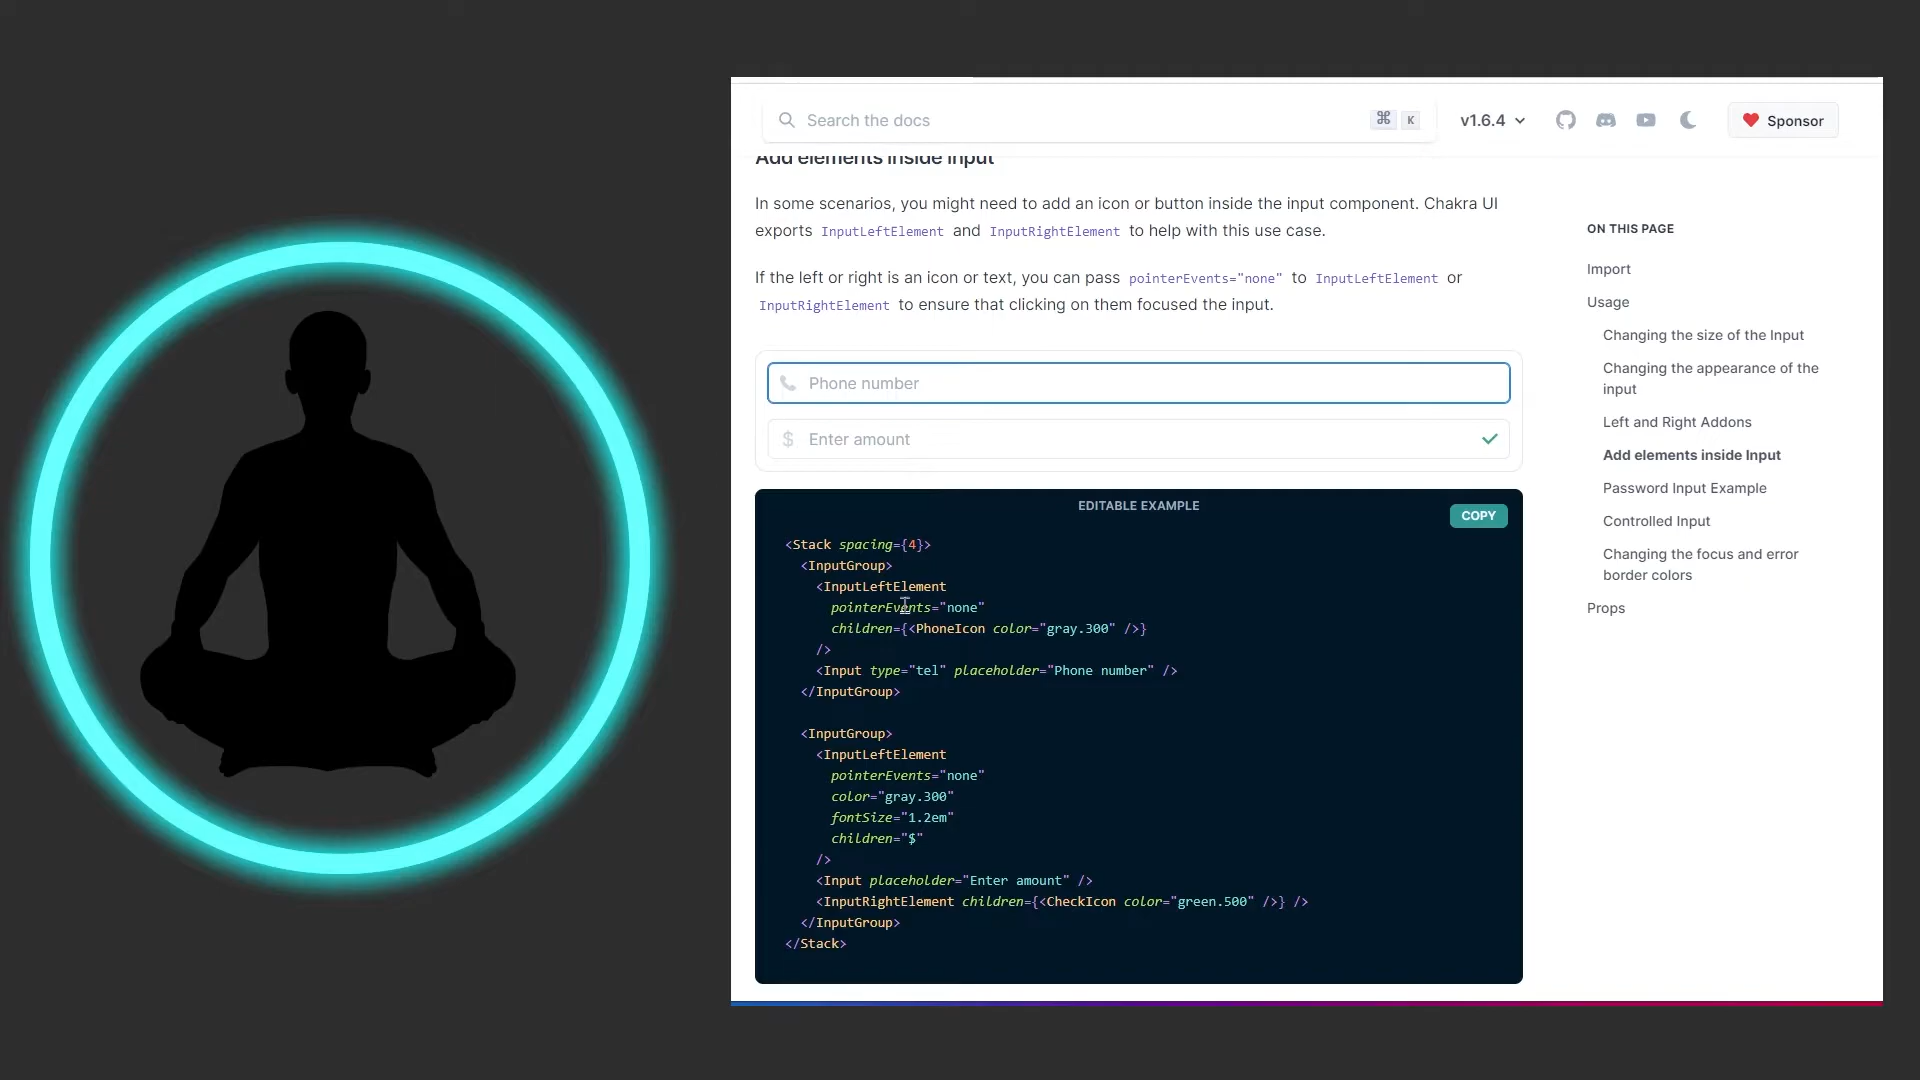 Search the docs
⌘ K
v1.6.4
Sponsor
Add elements inside Input
In some scenarios, you might need to add an icon or button inside the input component. Chakra UI
exports InputLeftElement and InputRightElement to help with this use case.
If the left or right is an icon or text, you can pass pointerEvents="none" to InputLeftElement or
InputRightElement to ensure that clicking on them focused the input.
Phone number
$ Enter amount
EDITABLE EXAMPLE
COPY
<Stack spacing={4}>
<InputGroup>
<InputLeftElement
pointerEvents="none"
children={<PhoneIcon color="gray.300" />}
/>
<Input type="tel" placeholder="Phone number" />
</InputGroup>
<InputGroup>
<InputLeftElement
pointerEvents="none"
color="gray.300"
fontSize="1.2em"
children="$"
/>
<Input placeholder="Enter amount" />
<InputRightElement children={<CheckIcon color="green.500" />} />
</InputGroup>
</Stack>
ON THIS PAGE
Import
Usage
Changing the size of the Input
Changing the appearance of the
input
Left and Right Addons
Add elements inside Input
Password Input Example
Controlled Input
Changing the focus and error
border colors
Props